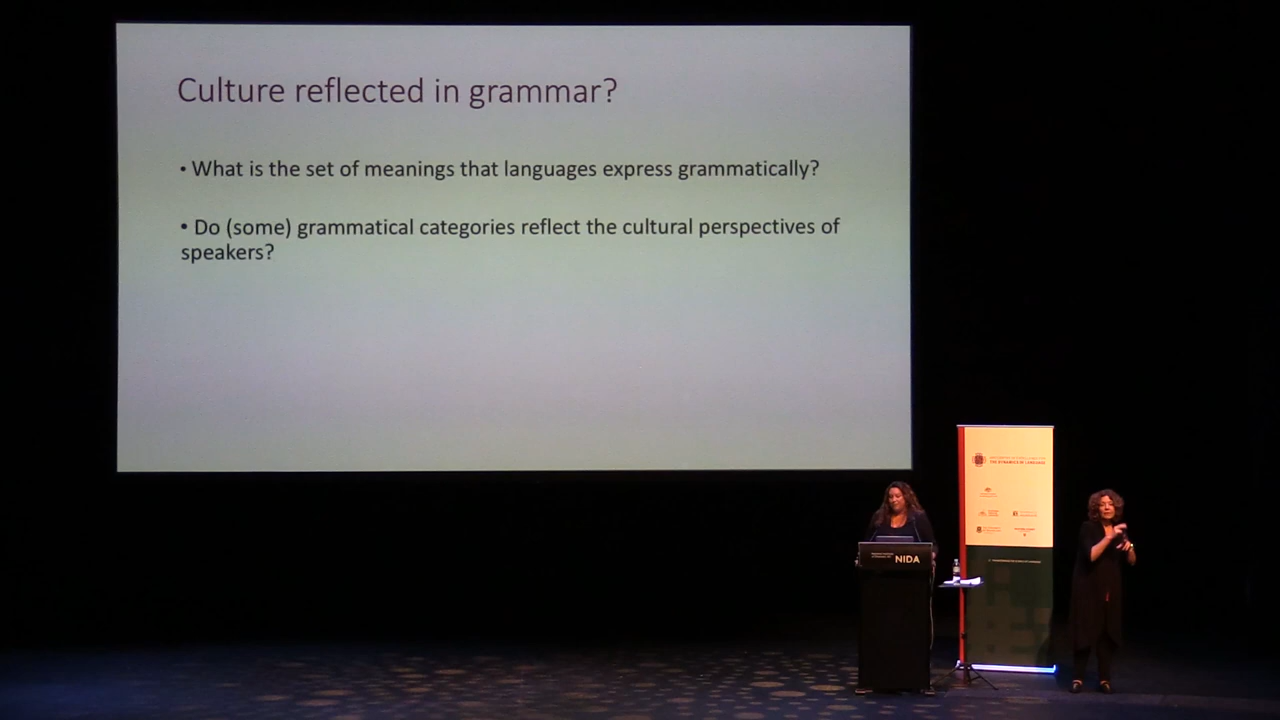 Culture reflected in grammar?
• What is the set of meanings that languages express grammatically?
• Do (some) grammatical categories reflect the cultural perspectives of
speakers?
THE DYNAMICS OF LANGUAGE
NIDA